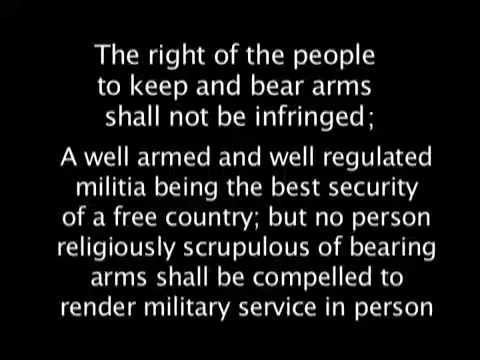 The right of the people
to keep and bear arms
shall not be infringed;
A well armed and well regulated
militia being the best security
of a free country; but no person
religiously scrupulous of bearing
arms shall be compelled to
render military service in person